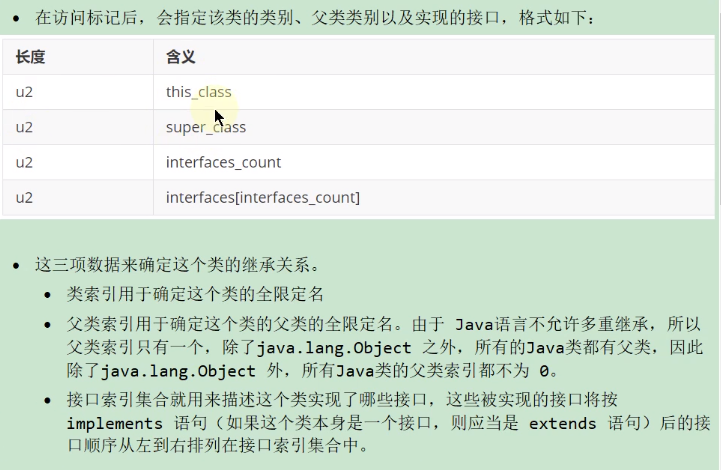 在访问标记后，会指定该类的类别、父类类别以及实现的接口，格式如下：
长度 含义
u2 this_class
u2 super_class
u2 interfaces_count
u2 interfaces[interfaces_count]
这三项数据来确定这个类的继承关系。
类索引用于确定这个类的全限定名
父类索引用于确定这个类的父类的全限定名。由于 Java语言不允许多重继承，所以
父类索引只有一个，除了java.lang.Object 之外，所有的Java类都有父类，因此
除了java.lang.Object 外，所有Java类的父类索引都不为 0。
接口索引集合就用来描述这个类实现了哪些接口，这些被实现的接口将按
implements 语句（如果这个类本身是一个接口，则应当是 extends 语句）后的接
口顺序从左到右排列在接口索引集合中。